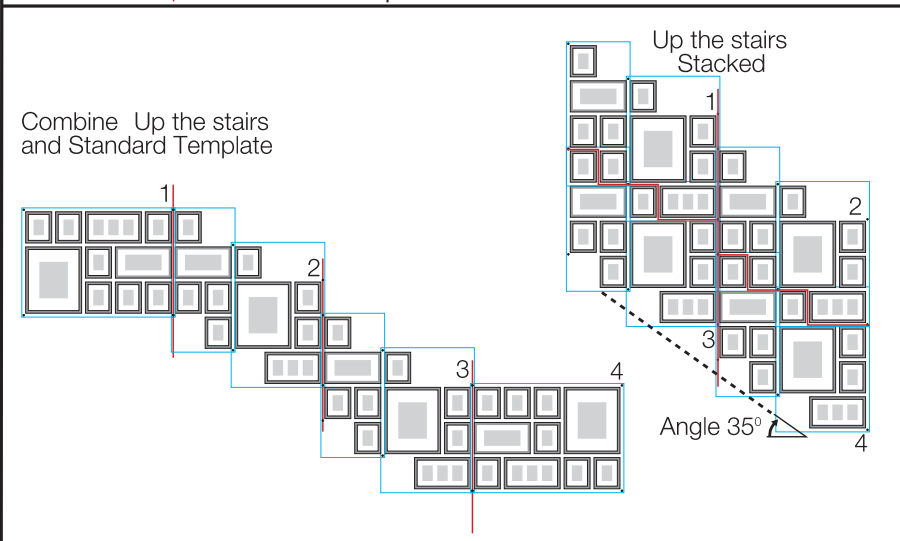 Up the stairs
Stacked
1
2
3
Angle 35⁰
4
Combine Up the stairs
and Standard Template
1
2
3
4